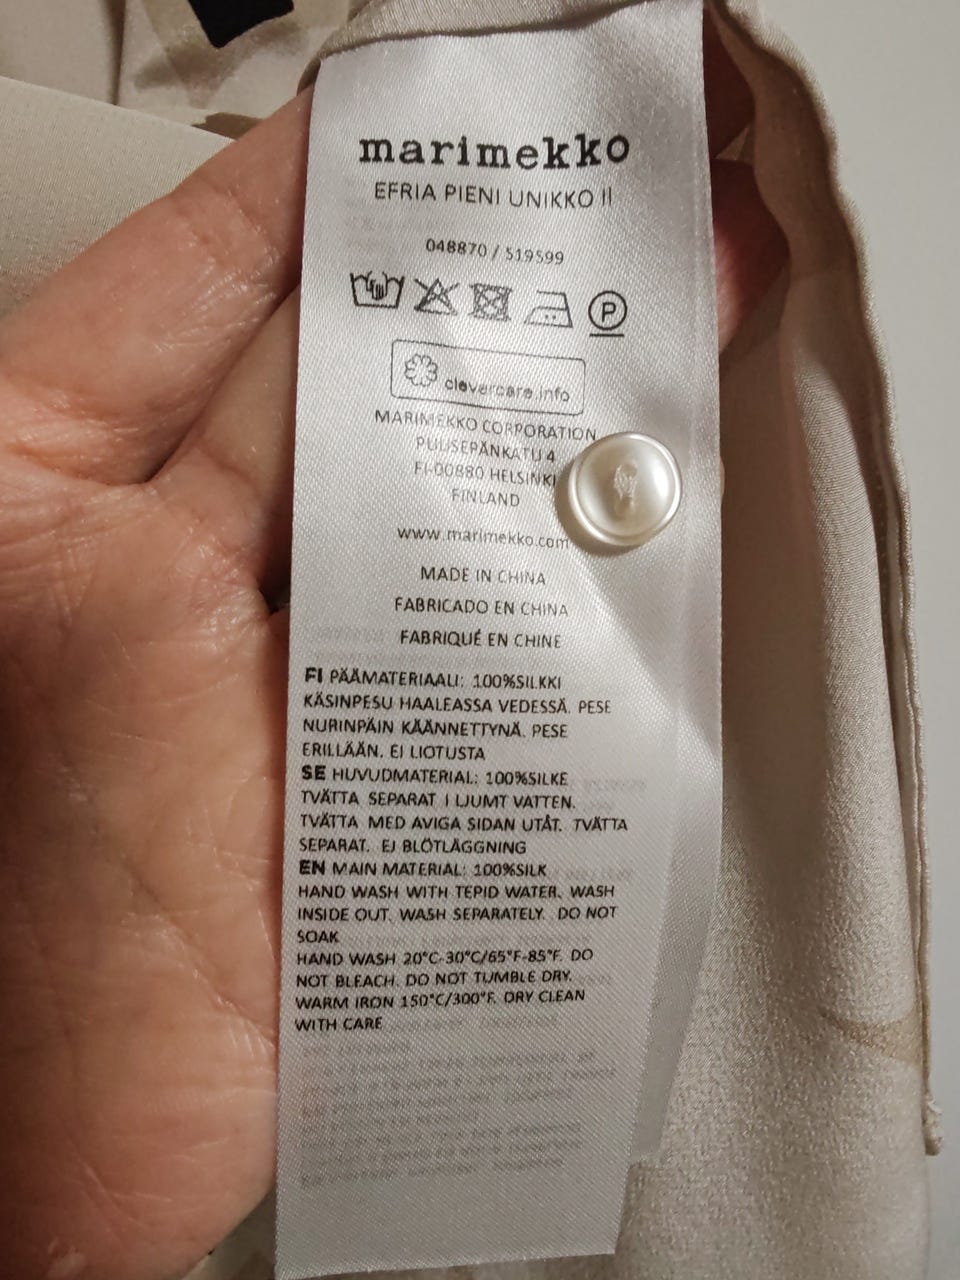 marimekko
EFRIA PIENI UNIKKO II
048870 / 519599
P
clevercare.info
MARIMEKKO CORPORATION
PUUSEPÄNKATU 4
FI-00880 HELSINKI
FINLAND
www.marimekko.com
MADE IN CHINA
FABRICADO EN CHINA
FABRIQUÉ EN CHINE
FI PÄÄMATERIAALI: 100%SILKKI
KÄSINPESU HAALEASSA VEDESSÄ. PESE
NURINPÄIN KÄÄNNETTYNÄ. PESE
ERILLÄÄN. EI LIOTUSTA
SE HUVUDMATERIAL: 100%SILKE
TVÄTTA SEPARAT I LJUMT VATTEN.
TVÄTTA MED AVIGA SIDAN UTÅT. TVÄTTA
SEPARAT. EJ BLÖTLÄGGNING
EN MAIN MATERIAL: 100%SILK
HAND WASH WITH TEPID WATER. WASH
INSIDE OUT. WASH SEPARATELY. DO NOT
SOAK
HAND WASH 20°C-30°C/65°F-85°F. DO
NOT BLEACH. DO NOT TUMBLE DRY.
WARM IRON 150°C/300°F. DRY CLEAN
WITH CARE